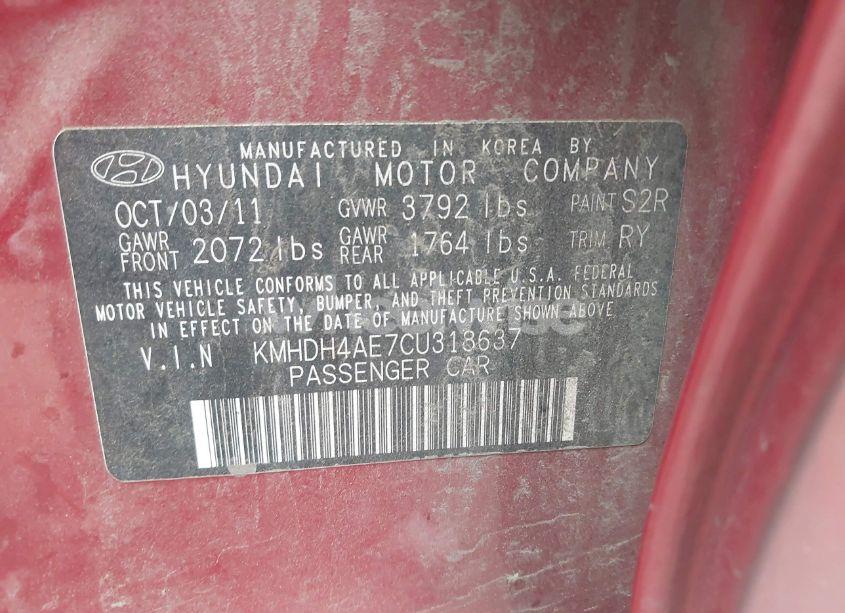 MANUFACTURED IN KOREA BY
HYUNDAI MOTOR COMPANY
OCT/03/11 GVWR 3792 lbs PAINT S2R
GAWR FRONT 2072 lbs GAWR REAR 1764 lbs TRIM RY
THIS VEHICLE CONFORMS TO ALL APPLICABLE U.S.A. FEDERAL
MOTOR VEHICLE SAFETY, BUMPER, AND THEFT PREVENTION STANDARDS
IN EFFECT ON THE DATE OF MANUFACTURE SHOWN ABOVE.
V.I.N KMHDH4AE7CU318637
PASSENGER CAR